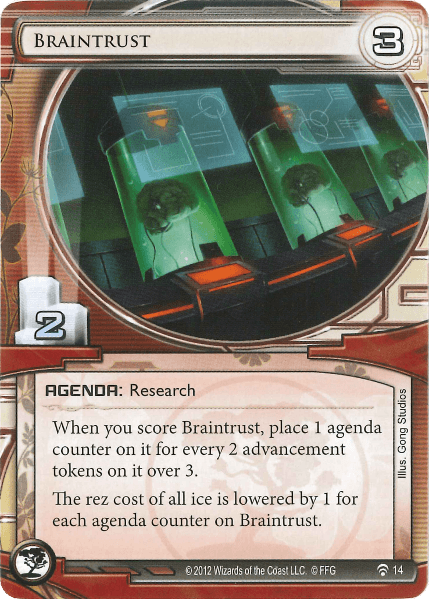 BRAINTRUST
3
2
AGENDA: Research
When you score Braintrust, place 1 agenda
counter on it for every 2 advancement
tokens on it over 3.
The rez cost of all ice is lowered by 1 for
each agenda counter on Braintrust.
Illus. Gong Studios
© 2012 Wizards of the Coast LLC. © FFG
14